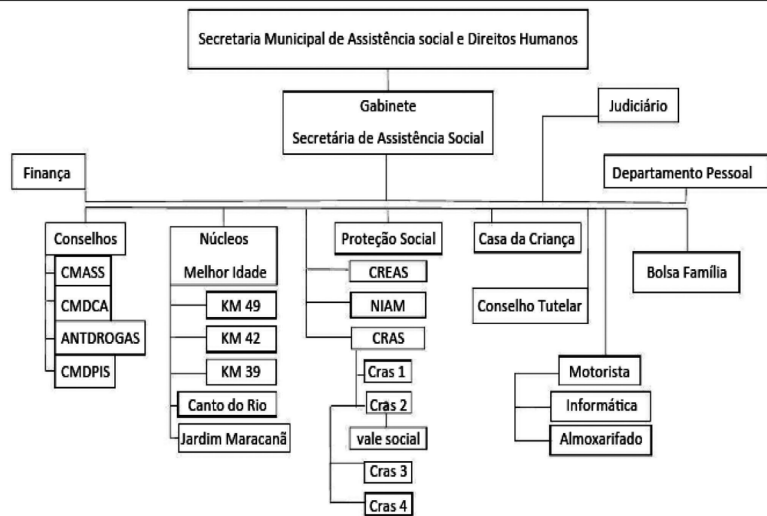 Secretaria Municipal de Assistência social e Direitos Humanos
Gabinete
Secretária de Assistência Social
Judiciário
Finança
Departamento Pessoal
Conselhos
CMASS
CMDCA
ANTDROGAS
CMDPIS
Núcleos
Melhor Idade
KM 49
KM 42
KM 39
Canto do Rio
Jardim Maracanã
Proteção Social
CREAS
NIAM
CRAS
Cras 1
Cras 2
vale social
Cras 3
Cras 4
Casa da Criança
Conselho Tutelar
Motorista
Informática
Almoxarifado
Bolsa Família